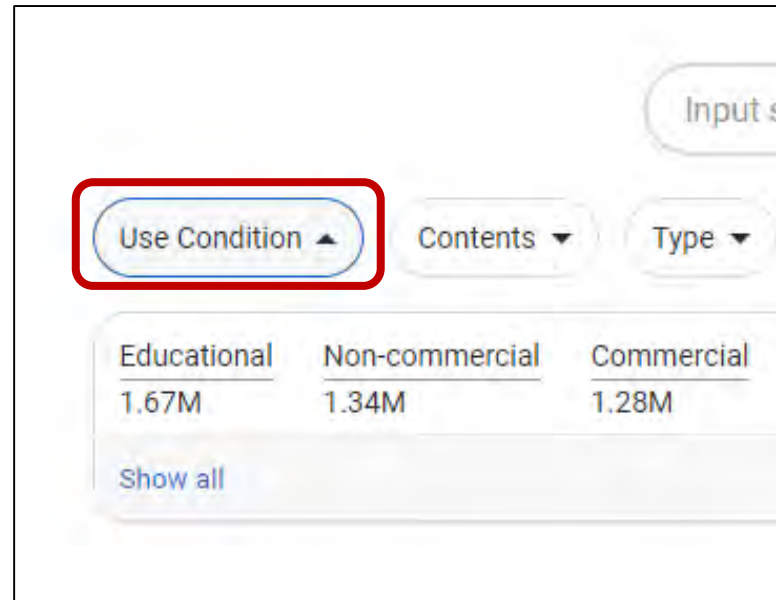 Input
Use Condition Contents Type
Educational Non-commercial Commercial
1.67M 1.34M 1.28M
Show all